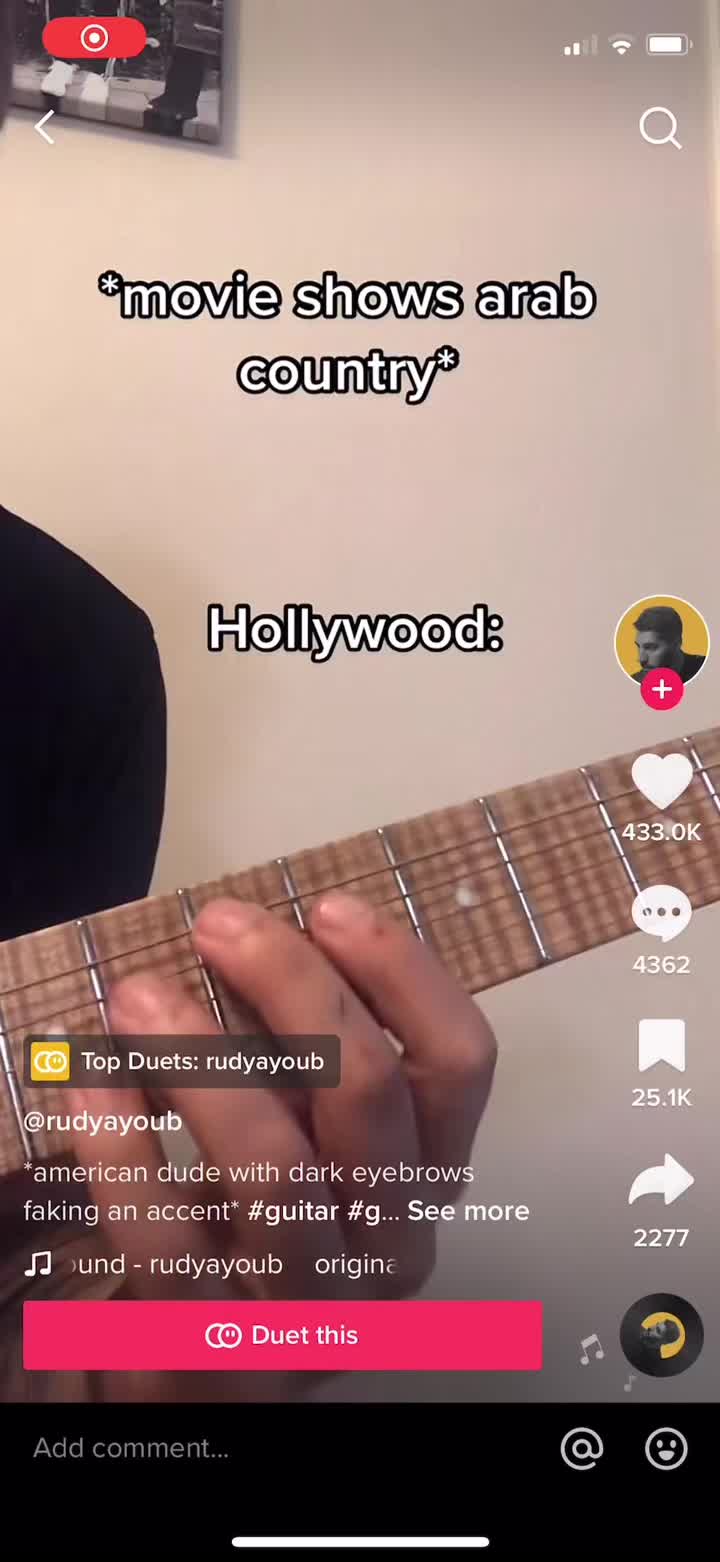 *movie shows arab
country*
Hollywood:
433.0K
4362
25.1K
2277
Top Duets: rudyayoub
@rudyayoub
*american dude with dark eyebrows
faking an accent* #guitar #g... See more
ound - rudyayoub origina
Duet this
Add comment...